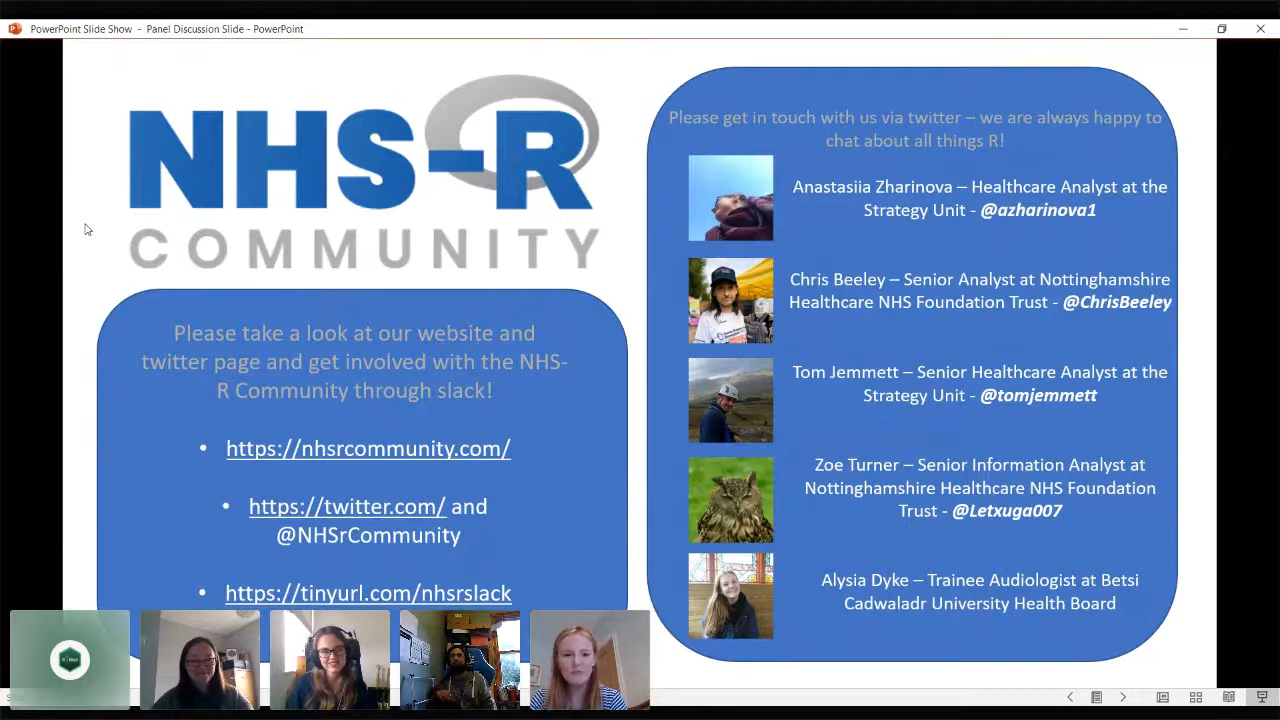 PowerPoint Slide Show - Panel Discussion Slide - PowerPoint
NHS-R
COMMUNITY
Please take a look at our website and
twitter page and get involved with the NHS-
R Community through slack!
• https://nhsrcommunity.com/
• https://twitter.com/ and
@NHSrCommunity
• https://tinyurl.com/nhsrslack
Please get in touch with us via twitter – we are always happy to
chat about all things R!
Anastasiia Zharinova – Healthcare Analyst at the
Strategy Unit - @azharinova1
Chris Beeley – Senior Analyst at Nottinghamshire
Healthcare NHS Foundation Trust - @ChrisBeeley
Tom Jemmett – Senior Healthcare Analyst at the
Strategy Unit - @tomjemmett
Zoe Turner – Senior Information Analyst at
Nottinghamshire Healthcare NHS Foundation
Trust - @Letxuga007
Alysia Dyke – Trainee Audiologist at Betsi
Cadwaladr University Health Board